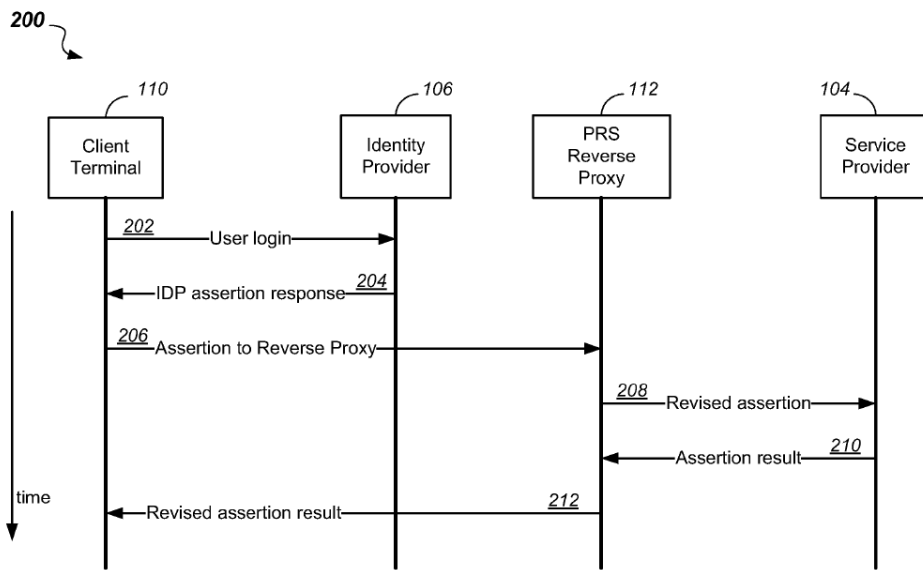 200
110
106
112
104
Client
Terminal
Identity
Provider
PRS
Reverse
Proxy
Service
Provider
202 User login
IDP assertion response 204
206 Assertion to Reverse Proxy
208 Revised assertion
Assertion result 210
time
Revised assertion result 212